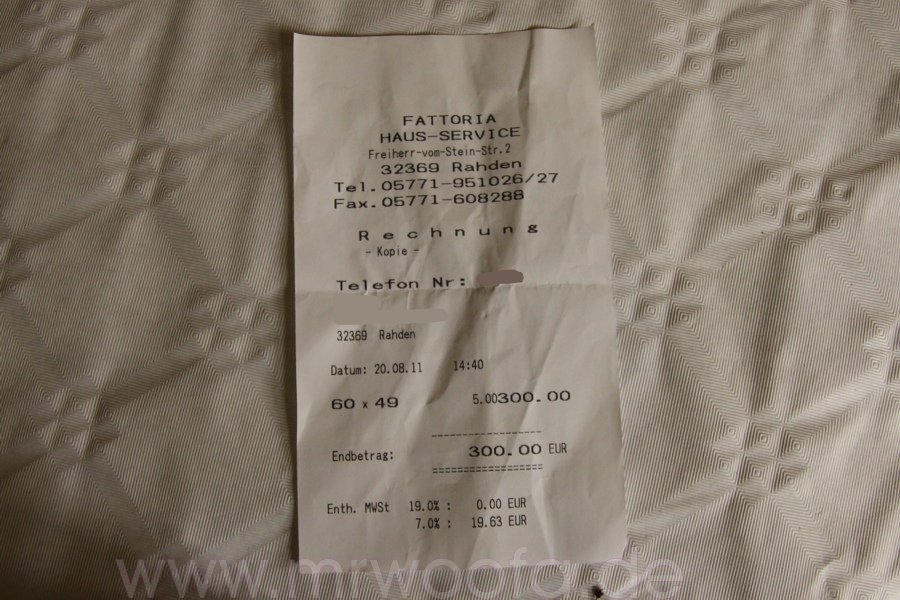 FATTORIA
HAUS-SERVICE
Freiherr-vom-Stein-Str.2
32369 Rahden
Tel.05771-951026/27
Fax.05771-608288
Rechnung
- Kopie -
Telefon Nr:
32369 Rahden
Datum: 20.08.11 14:40
60 x 49 5.00300.00
Endbetrag: 300.00 EUR
Enth. MWSt 19.0% : 0.00 EUR
7.0% : 19.63 EUR
www.mrwoofa.de